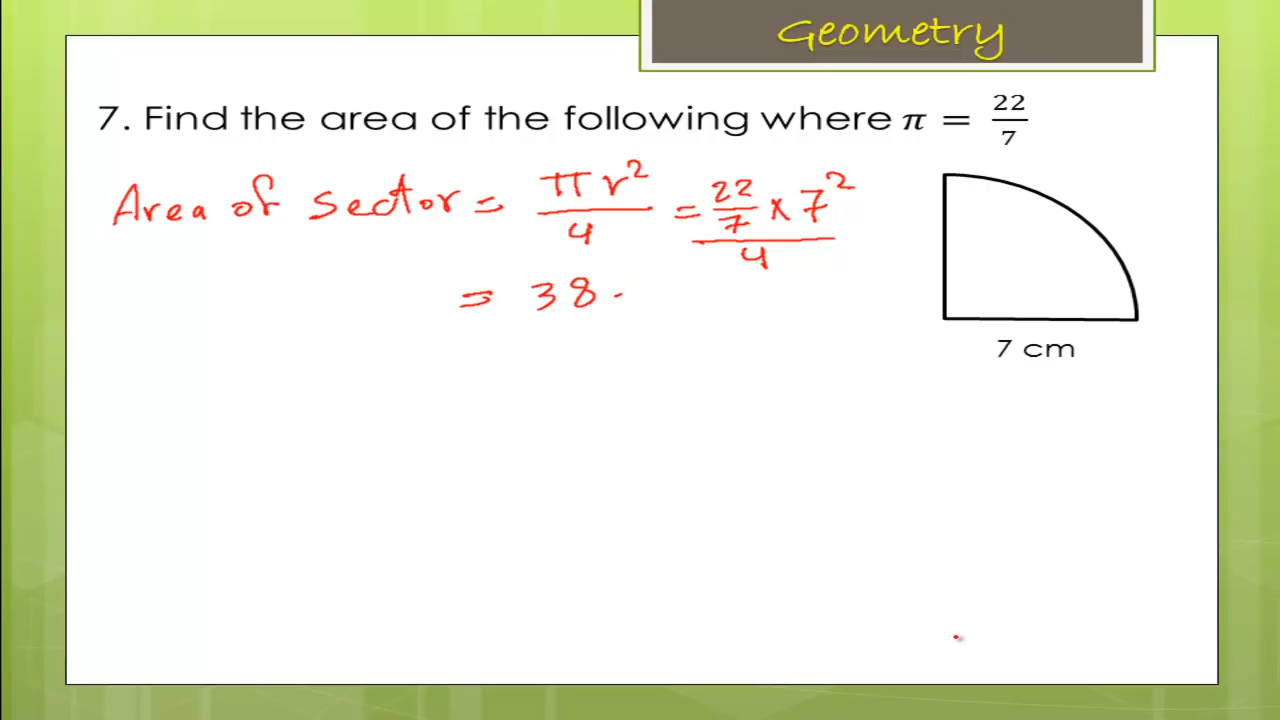 Geometry
7. Find the area of the following where π = 22/7
Area of sector = πr²/4 = 22/7 × 7²/4
= 38.
7 cm